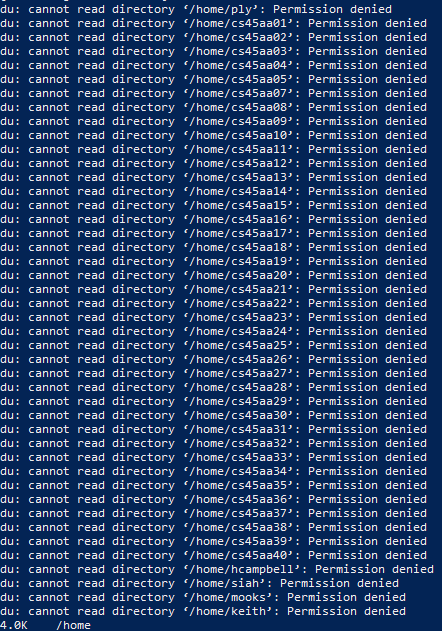 du: cannot read directory ‘/home/ply’: Permission denied
du: cannot read directory ‘/home/cs45aa01’: Permission denied
du: cannot read directory ‘/home/cs45aa02’: Permission denied
du: cannot read directory ‘/home/cs45aa03’: Permission denied
du: cannot read directory ‘/home/cs45aa04’: Permission denied
du: cannot read directory ‘/home/cs45aa05’: Permission denied
du: cannot read directory ‘/home/cs45aa07’: Permission denied
du: cannot read directory ‘/home/cs45aa08’: Permission denied
du: cannot read directory ‘/home/cs45aa09’: Permission denied
du: cannot read directory ‘/home/cs45aa10’: Permission denied
du: cannot read directory ‘/home/cs45aa11’: Permission denied
du: cannot read directory ‘/home/cs45aa12’: Permission denied
du: cannot read directory ‘/home/cs45aa13’: Permission denied
du: cannot read directory ‘/home/cs45aa14’: Permission denied
du: cannot read directory ‘/home/cs45aa15’: Permission denied
du: cannot read directory ‘/home/cs45aa16’: Permission denied
du: cannot read directory ‘/home/cs45aa17’: Permission denied
du: cannot read directory ‘/home/cs45aa18’: Permission denied
du: cannot read directory ‘/home/cs45aa19’: Permission denied
du: cannot read directory ‘/home/cs45aa20’: Permission denied
du: cannot read directory ‘/home/cs45aa21’: Permission denied
du: cannot read directory ‘/home/cs45aa22’: Permission denied
du: cannot read directory ‘/home/cs45aa23’: Permission denied
du: cannot read directory ‘/home/cs45aa24’: Permission denied
du: cannot read directory ‘/home/cs45aa25’: Permission denied
du: cannot read directory ‘/home/cs45aa26’: Permission denied
du: cannot read directory ‘/home/cs45aa27’: Permission denied
du: cannot read directory ‘/home/cs45aa28’: Permission denied
du: cannot read directory ‘/home/cs45aa29’: Permission denied
du: cannot read directory ‘/home/cs45aa30’: Permission denied
du: cannot read directory ‘/home/cs45aa31’: Permission denied
du: cannot read directory ‘/home/cs45aa32’: Permission denied
du: cannot read directory ‘/home/cs45aa33’: Permission denied
du: cannot read directory ‘/home/cs45aa34’: Permission denied
du: cannot read directory ‘/home/cs45aa35’: Permission denied
du: cannot read directory ‘/home/cs45aa36’: Permission denied
du: cannot read directory ‘/home/cs45aa37’: Permission denied
du: cannot read directory ‘/home/cs45aa38’: Permission denied
du: cannot read directory ‘/home/cs45aa39’: Permission denied
du: cannot read directory ‘/home/cs45aa40’: Permission denied
du: cannot read directory ‘/home/hcampbell’: Permission denied
du: cannot read directory ‘/home/siah’: Permission denied
du: cannot read directory ‘/home/mooks’: Permission denied
du: cannot read directory ‘/home/keith’: Permission denied
4.0K    /home